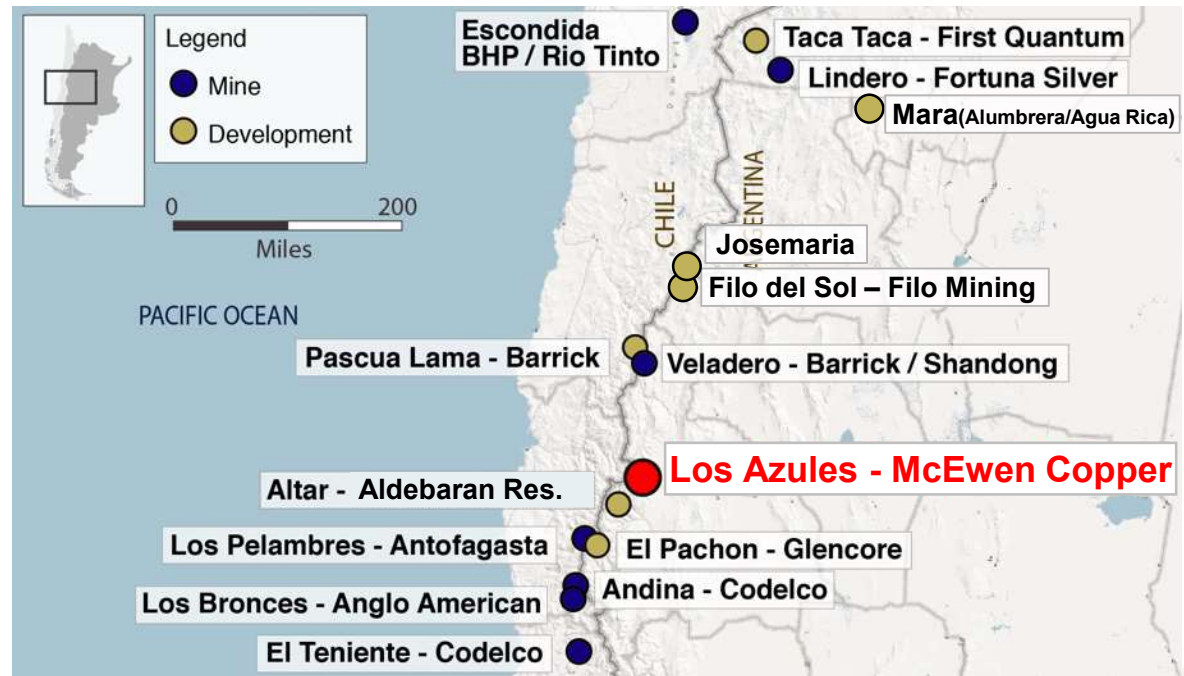 Legend
Mine
Development
0 200
Miles
PACIFIC OCEAN
CHILE
ARGENTINA
Escondida
BHP / Rio Tinto
Taca Taca - First Quantum
Lindero - Fortuna Silver
Mara(Alumbrera/Agua Rica)
Josemaria
Filo del Sol – Filo Mining
Pascua Lama - Barrick
Veladero - Barrick / Shandong
Los Azules - McEwen Copper
Altar - Aldebaran Res.
Los Pelambres - Antofagasta
El Pachon - Glencore
Andina - Codelco
Los Bronces - Anglo American
El Teniente - Codelco